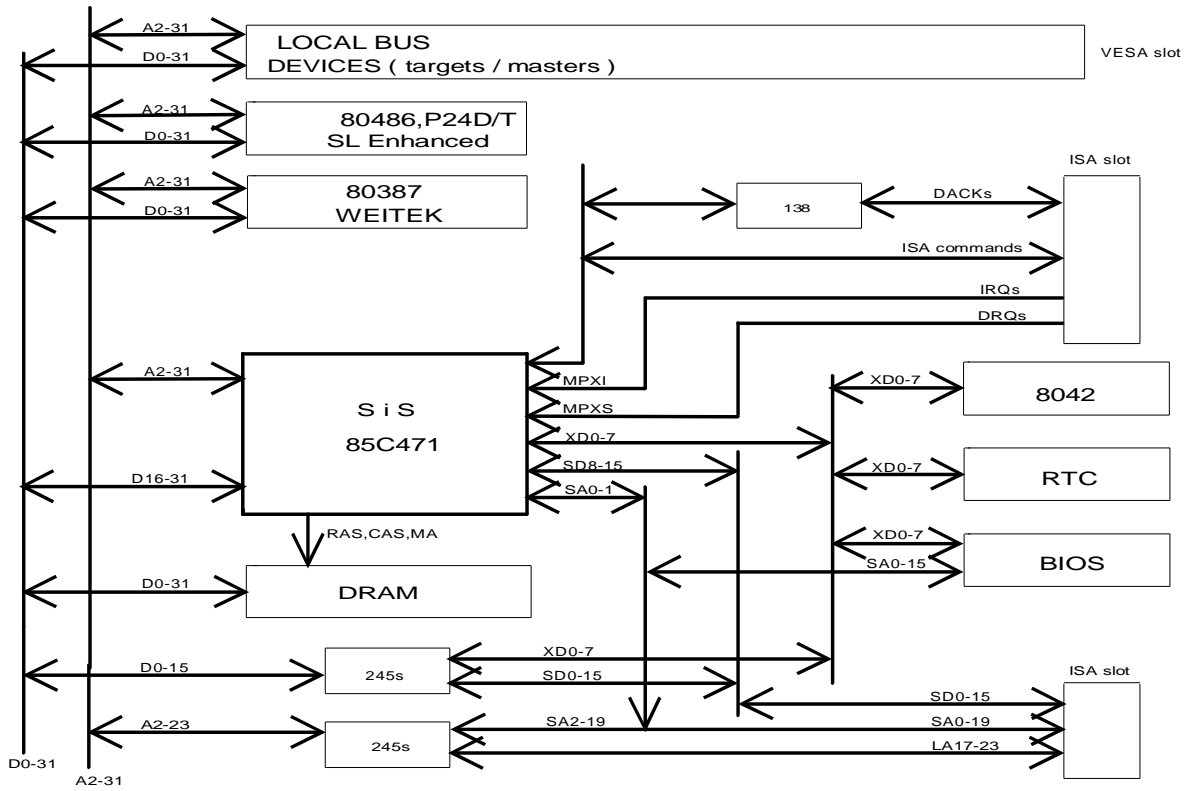 A2-31
LOCAL BUS
D0-31
DEVICES ( targets / masters )
VESA slot
A2-31
80486,P24D/T
D0-31
SL Enhanced
A2-31
80387
D0-31
WEITEK
ISA slot
138
DACKs
ISA commands
IRQs
DRQs
A2-31
S i S
85C471
MPXI
MPXS
XD0-7
SD8-15
SA0-1
XD0-7
8042
XD0-7
RTC
XD0-7
SA0-15
BIOS
D16-31
RAS,CAS,MA
D0-31
DRAM
D0-15
245s
XD0-7
SD0-15
A2-23
245s
SA2-19
ISA slot
SD0-15
SA0-19
LA17-23
D0-31
A2-31